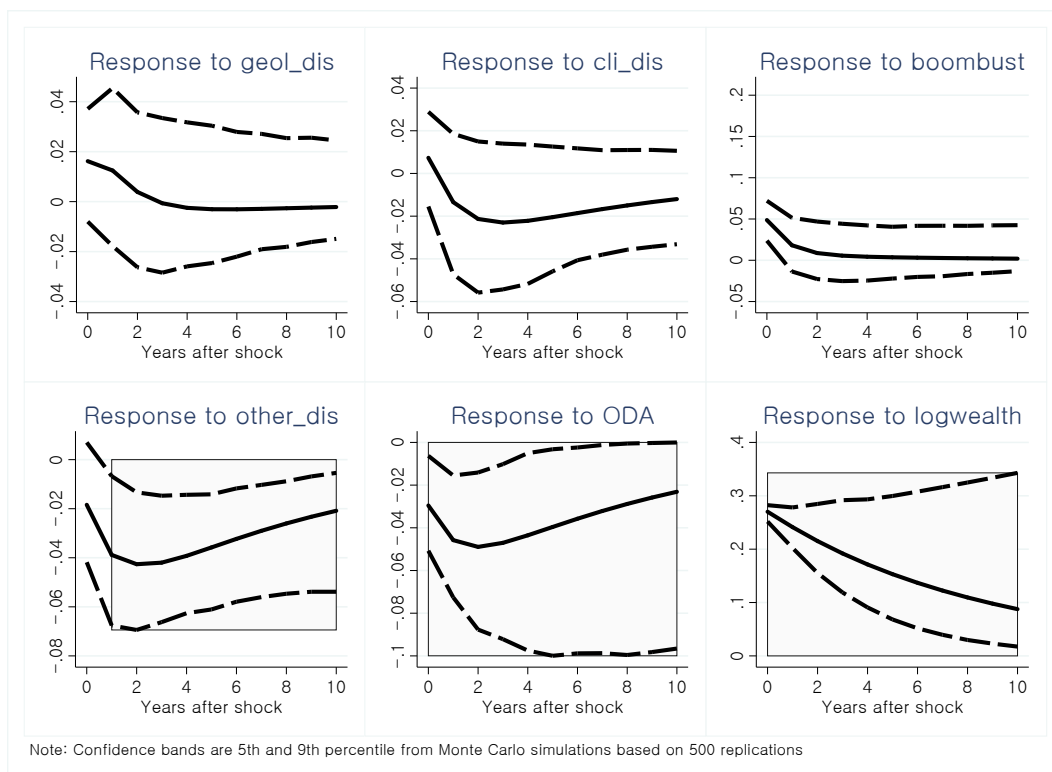 Response to geol_dis
.04
.02
0
-.02
-.04
0 2 4 6 8 10
Years after shock
Response to cli_dis
.04
.02
0
-.02
-.04
-.06
0 2 4 6 8 10
Years after shock
Response to boombust
.2
.15
.1
.05
0
-.05
0 2 4 6 8 10
Years after shock
Response to other_dis
0
-.02
-.04
-.06
-.08
0 2 4 6 8 10
Years after shock
Response to ODA
0
-.02
-.04
-.06
-.08
-.1
0 2 4 6 8 10
Years after shock
Response to logwealth
.4
.3
.2
.1
0
0 2 4 6 8 10
Years after shock
Note: Confidence bands are 5th and 9th percentile from Monte Carlo simulations based on 500 replications